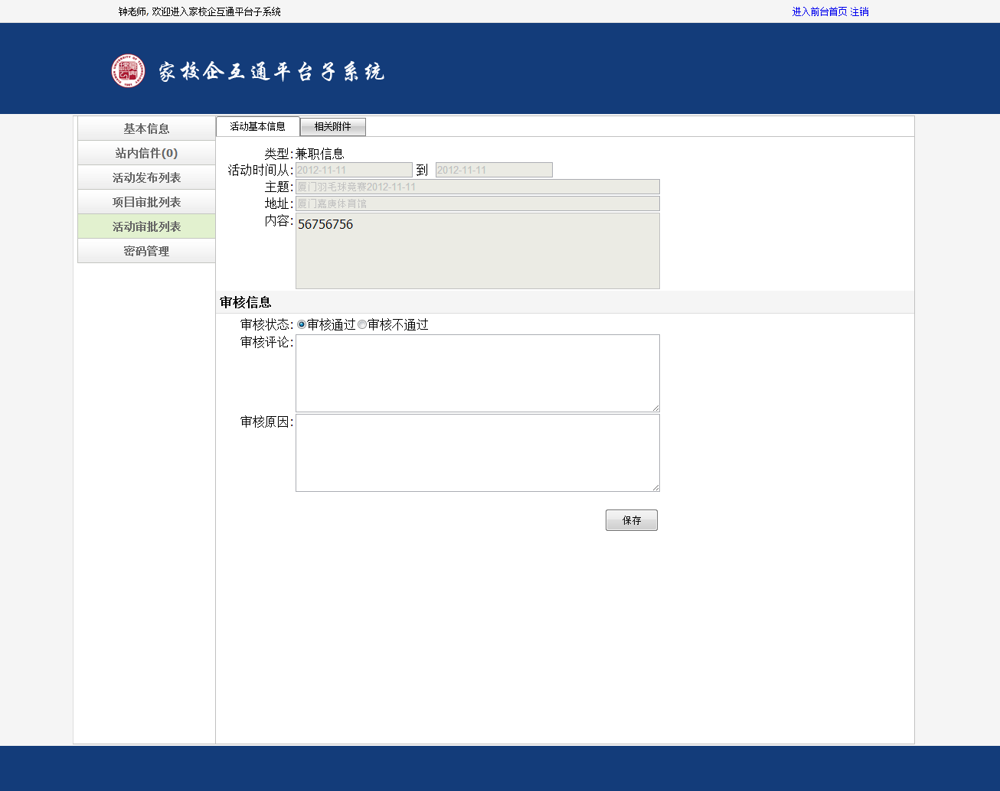 钟老师, 欢迎进入家校企互通平台子系统
进入前台首页 注销
家校企互通平台子系统
基本信息
站内信件(0)
活动发布列表
项目审批列表
活动审批列表
密码管理
活动基本信息 相关附件
类型: 兼职信息
活动时间从: 2012-11-11 到 2012-11-11
主题: 厦门羽毛球竞赛2012-11-11
地址: 厦门嘉庚体育馆
内容: 56756756
审核信息
审核状态: 审核通过 审核不通过
审核评论:
审核原因:
保存